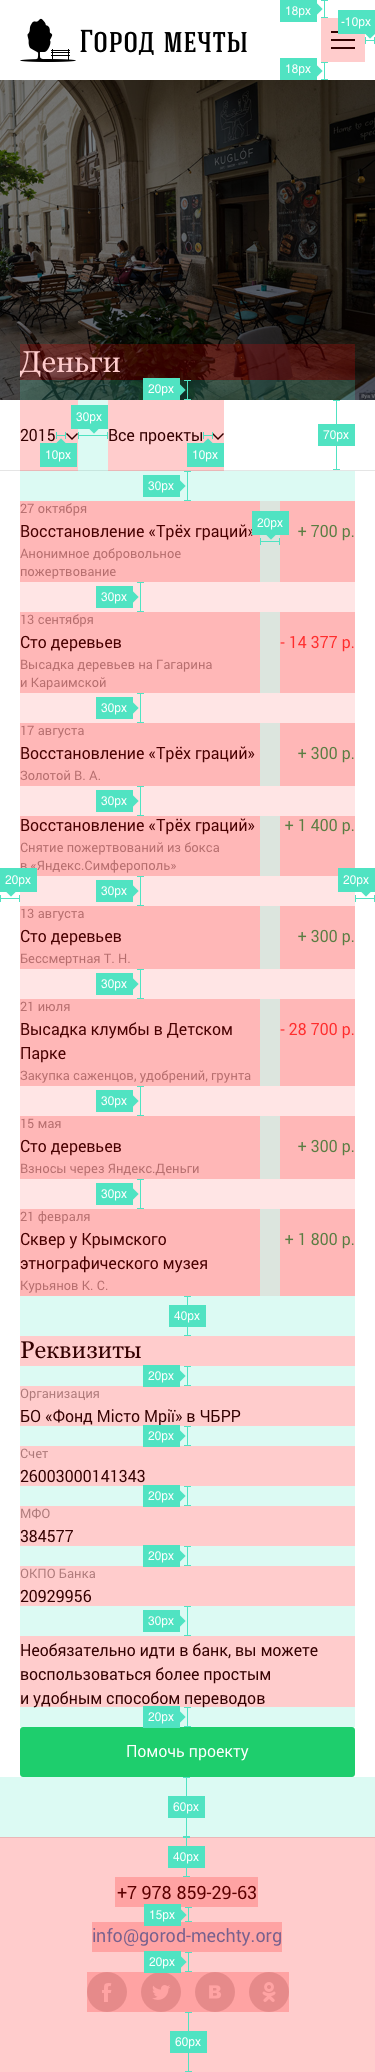 18px
-10px
Город мечты
18px
KUGLÓF
Деньги
20px
30px
2015
Все проекты
70px
10px
10px
30px
27 октября
20px
Восстановление «Трёх граций»
+ 700 р.
Анонимное добровольное
пожертвование
30px
13 сентября
Сто деревьев
- 14 377 р.
Высадка деревьев на Гагарина
и Караимской
30px
17 августа
Восстановление «Трёх граций»
+ 300 р.
Золотой В. А.
30px
Восстановление «Трёх граций»
+ 1 400 р.
Снятие пожертвований из бокса
в «Яндекс.Симферополь»
20px
20px
30px
13 августа
Сто деревьев
+ 300 р.
Бессмертная Т. Н.
30px
21 июля
Высадка клумбы в Детском
- 28 700 р.
Парке
Закупка саженцов, удобрений, грунта
30px
15 мая
Сто деревьев
+ 300 р.
Взносы через Яндекс.Деньги
30px
21 февраля
Сквер у Крымского
+ 1 800 р.
этнографического музея
Курьянов К. С.
40px
Реквизиты
20px
Организация
БО «Фонд Мiсто Мрiï» в ЧБРР
20px
Счет
26003000141343
20px
МФО
384577
20px
ОКПО Банка
20929956
30px
Необязательно идти в банк, вы можете
воспользоваться более простым
и удобным способом переводов
20px
Помочь проекту
60px
40px
+7 978 859-29-63
15px
info@gorod-mechty.org
20px
60px